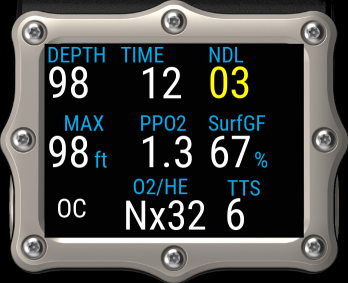 DEPTH TIME NDL
98 12 03
MAX PPO2 SurfGF
98 ft 1.3 67 %
O2/HE TTS
OC Nx32 6